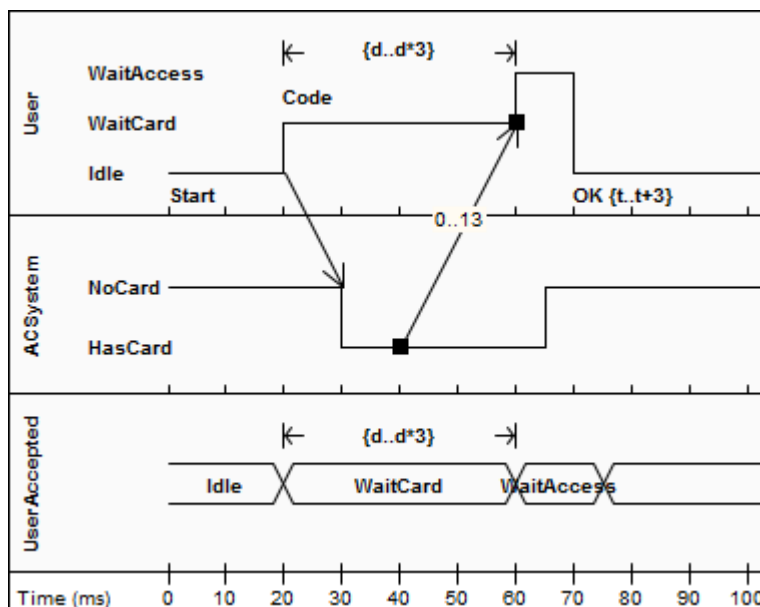 User
{d..d*3}
WaitAccess
Code
WaitCard
Idle
Start
OK {t..t+3}
0..13
ACSystem
NoCard
HasCard
UserAccepted
{d..d*3}
Idle WaitCard WaitAccess
Time (ms) 0 10 20 30 40 50 60 70 80 90 100